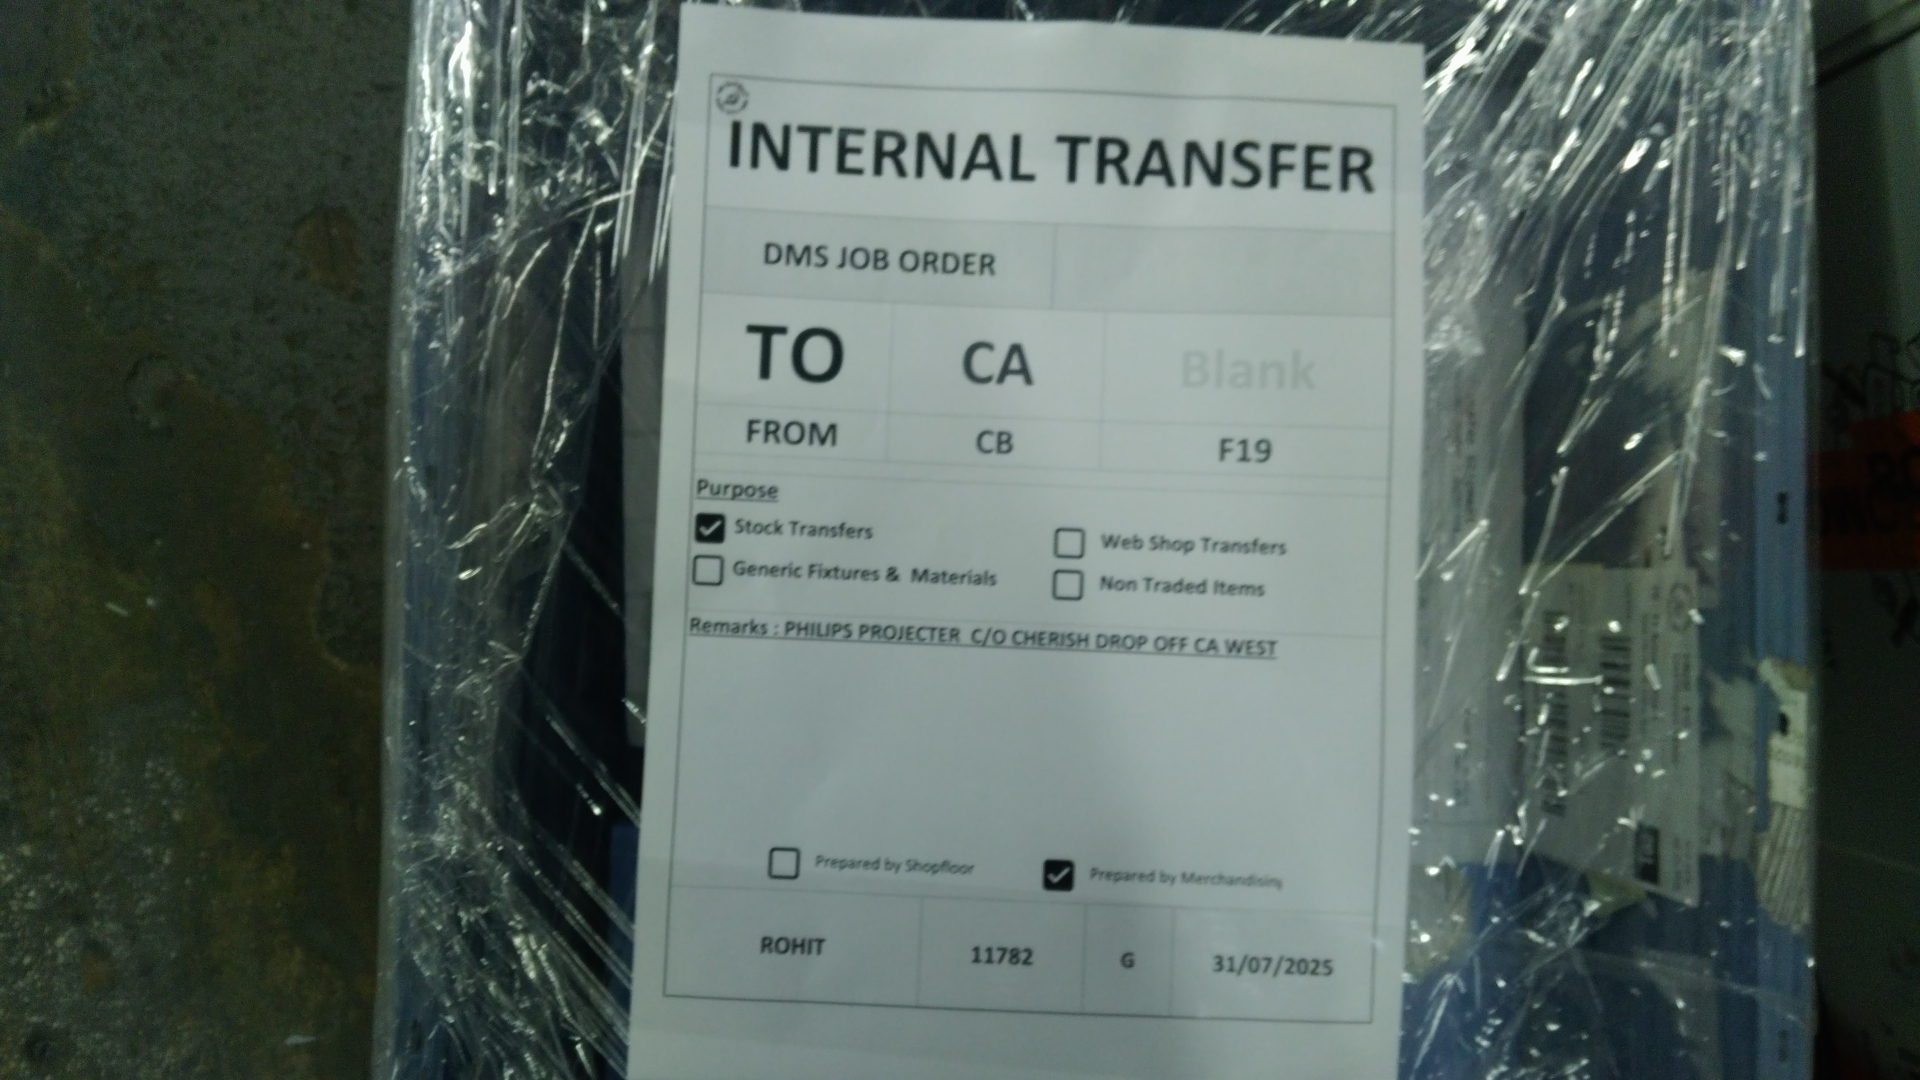 INTERNAL TRANSFER
DMS JOB ORDER
TO CA Blank
FROM CB F19
Purpose
Stock Transfers Web Shop Transfers
Generic Fixtures & Materials Non Traded Items
Remarks : PHILIPS PROJECTER C/O CHERISH DROP OFF CA WEST
Prepared by Shopfloor Prepared by Merchandising
ROHIT 11782 G 31/07/2025